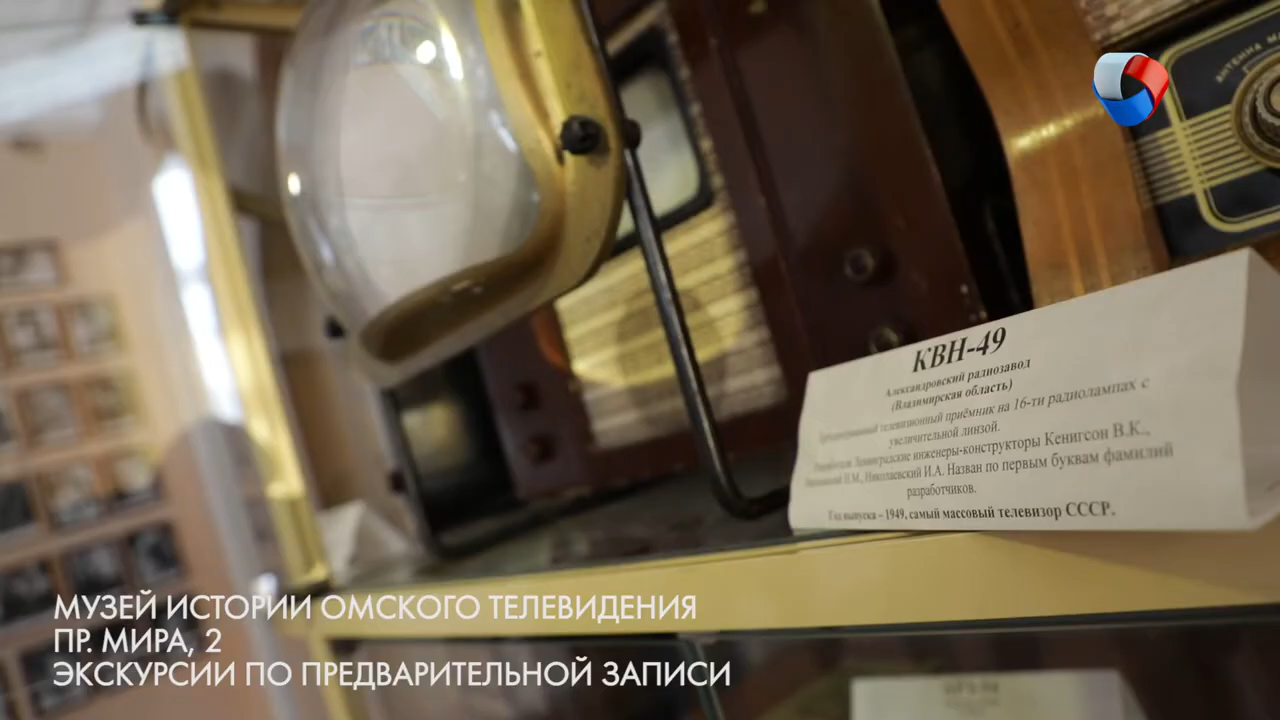 АНТЕННА
КВН-49
Александровский радиозавод
(Владимирская область)
телевизионный приёмник на 16-ти радиолампах с
увеличительной линзой.
Ленинградские инженеры-конструкторы Кенигсон В.К.,
Николаевский И.А. Назван по первым буквам фамилий
разработчиков.
Год выпуска – 1949, самый массовый телевизор СССР.
МУЗЕЙ ИСТОРИИ ОМСКОГО ТЕЛЕВИДЕНИЯ
ПР. МИРА, 2
ЭКСКУРСИИ ПО ПРЕДВАРИТЕЛЬНОЙ ЗАПИСИ